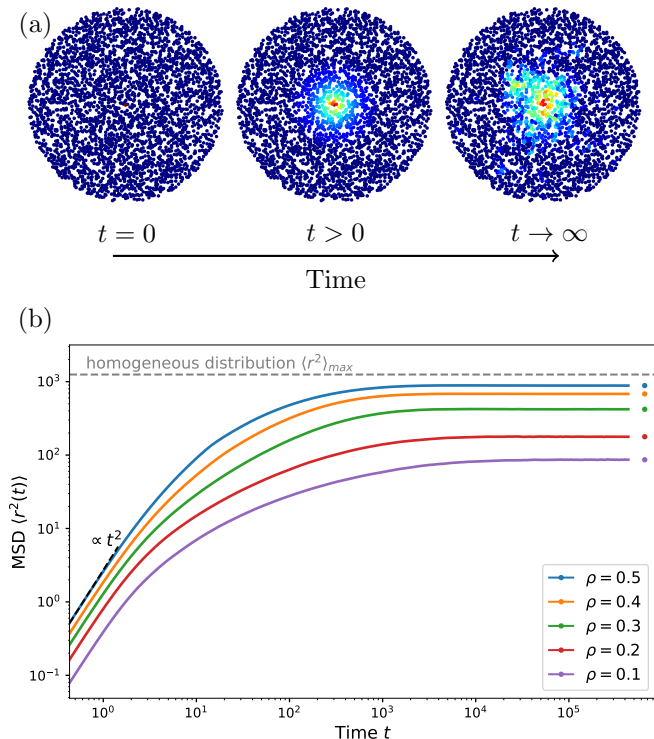 (a)
t = 0
t > 0
t → ∞
Time
(b)
homogeneous distribution ⟨r²⟩max
∝ t²
MSD ⟨r²(t)⟩
10³
10²
10¹
10⁰
10⁻¹
ρ = 0.5
ρ = 0.4
ρ = 0.3
ρ = 0.2
ρ = 0.1
10⁰ 10¹ 10² 10³ 10⁴ 10⁵
Time t